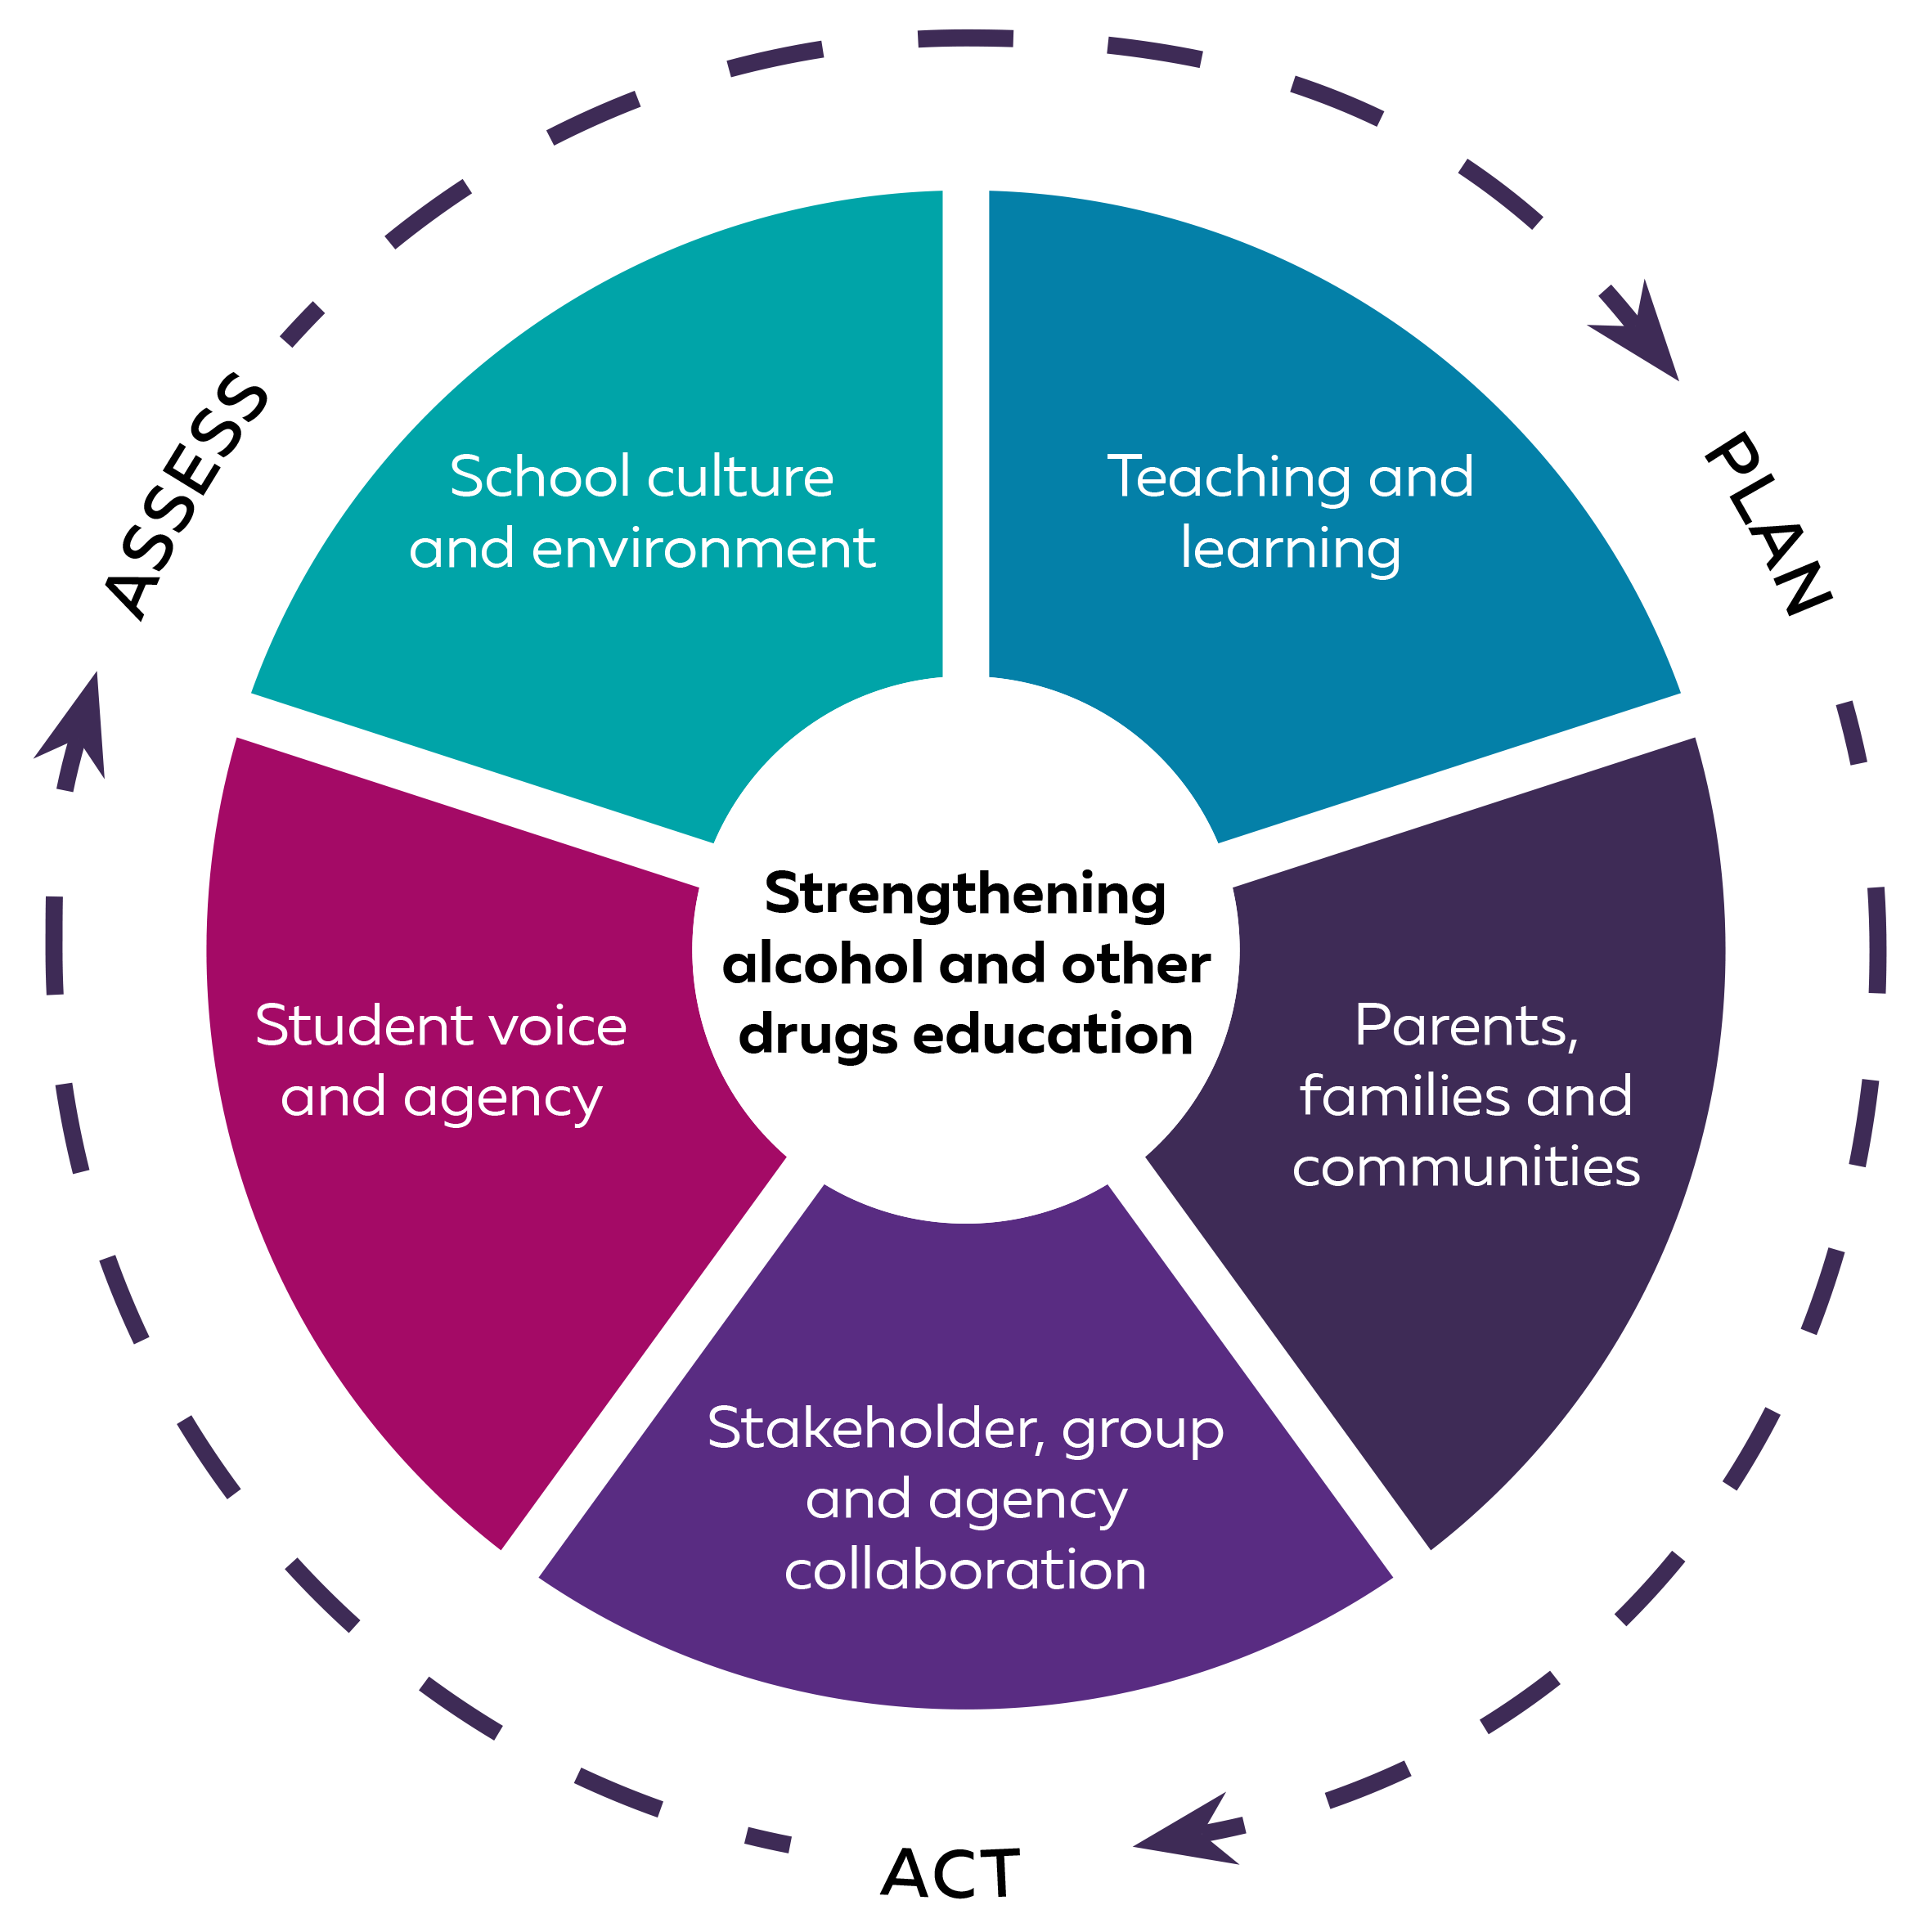 ASSESS
PLAN
School culture
and environment
Teaching and
learning
Strengthening
alcohol and other
drugs education
Student voice
and agency
Parents,
families and
communities
Stakeholder, group
and agency
collaboration
ACT